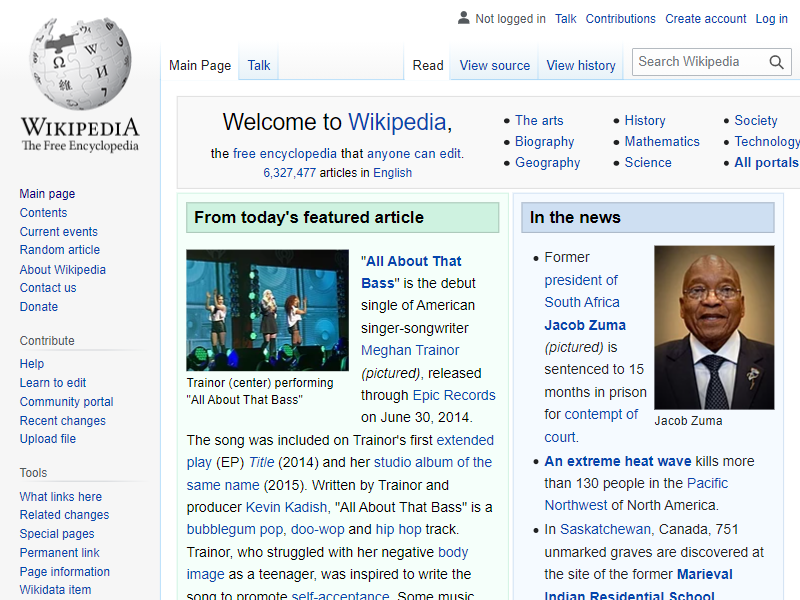 Not logged in Talk Contributions Create account Log in
Main Page Talk Read View source View history Search Wikipedia
WIKIPEDIA
The Free Encyclopedia
Main page
Contents
Current events
Random article
About Wikipedia
Contact us
Donate
Contribute
Help
Learn to edit
Community portal
Recent changes
Upload file
Tools
What links here
Related changes
Special pages
Permanent link
Page information
Wikidata item
Welcome to Wikipedia,
the free encyclopedia that anyone can edit.
6,327,477 articles in English
The arts
Biography
Geography
History
Mathematics
Science
Society
Technology
All portals
From today's featured article
"All About That
Bass" is the debut
single of American
singer-songwriter
Meghan Trainor
(pictured), released
through Epic Records
on June 30, 2014.
Trainor (center) performing
"All About That Bass"
The song was included on Trainor's first extended
play (EP) Title (2014) and her studio album of the
same name (2015). Written by Trainor and
producer Kevin Kadish, "All About That Bass" is a
bubblegum pop, doo-wop and hip hop track.
Trainor, who struggled with her negative body
image as a teenager, was inspired to write the
song to promote self-acceptance. Some music
In the news
Former
president of
South Africa
Jacob Zuma
(pictured) is
sentenced to 15
months in prison
for contempt of
court.
Jacob Zuma
An extreme heat wave kills more
than 130 people in the Pacific
Northwest of North America.
In Saskatchewan, Canada, 751
unmarked graves are discovered at
the site of the former Marieval
Indian Residential School